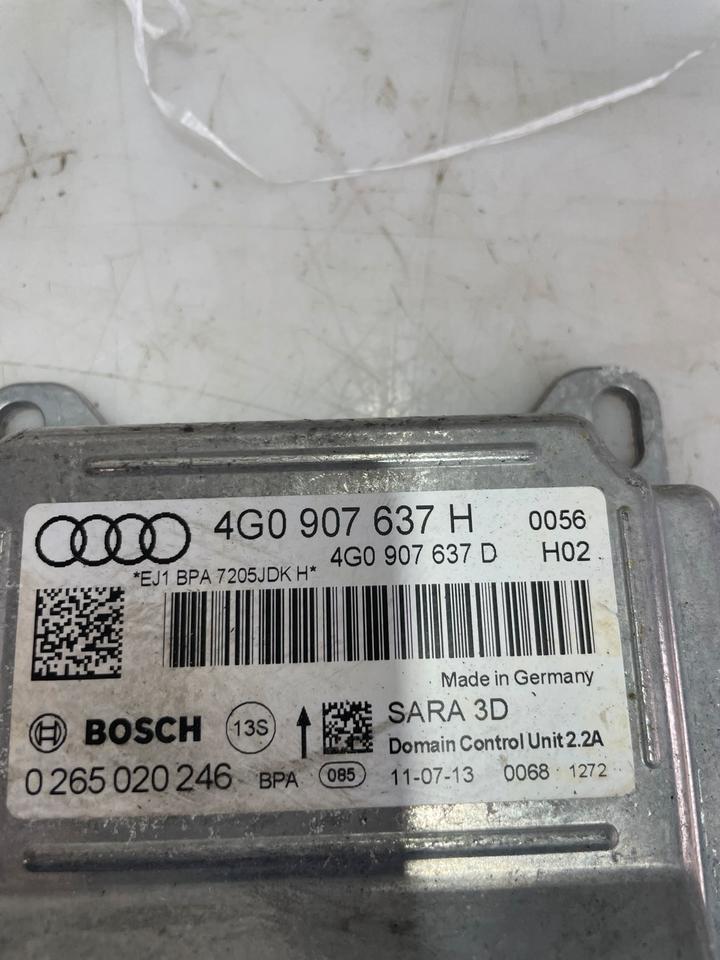 4G0 907 637 H 0056
4G0 907 637 D H02
*EJ1 BPA 7205JDK H*
Made in Germany
BOSCH 13S SARA 3D
Domain Control Unit 2.2A
0 265 020 246 BPA 085 11-07-13 0068 1272